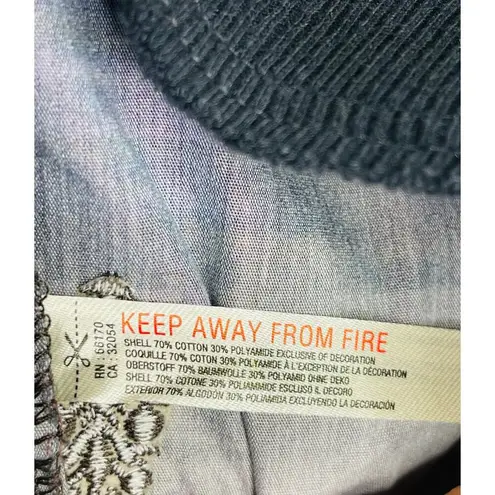 RN: 66170
CA: 32054
KEEP AWAY FROM FIRE
SHELL 70% COTTON 30% POLYAMIDE EXCLUSIVE OF DECORATION
COQUILLE 70% COTON 30% POLYAMIDE À L'EXCEPTION DE LA DÉCORATION
OBERSTOFF 70% BAUMWOLLE 30% POLYAMID OHNE DEKO
SHELL 70% COTONE 30% POLIAMMIDE ESCLUSO IL DECORO
EXTERIOR 70% ALGODÓN 30% POLIAMIDA EXCLUYENDO LA DECORACIÓN